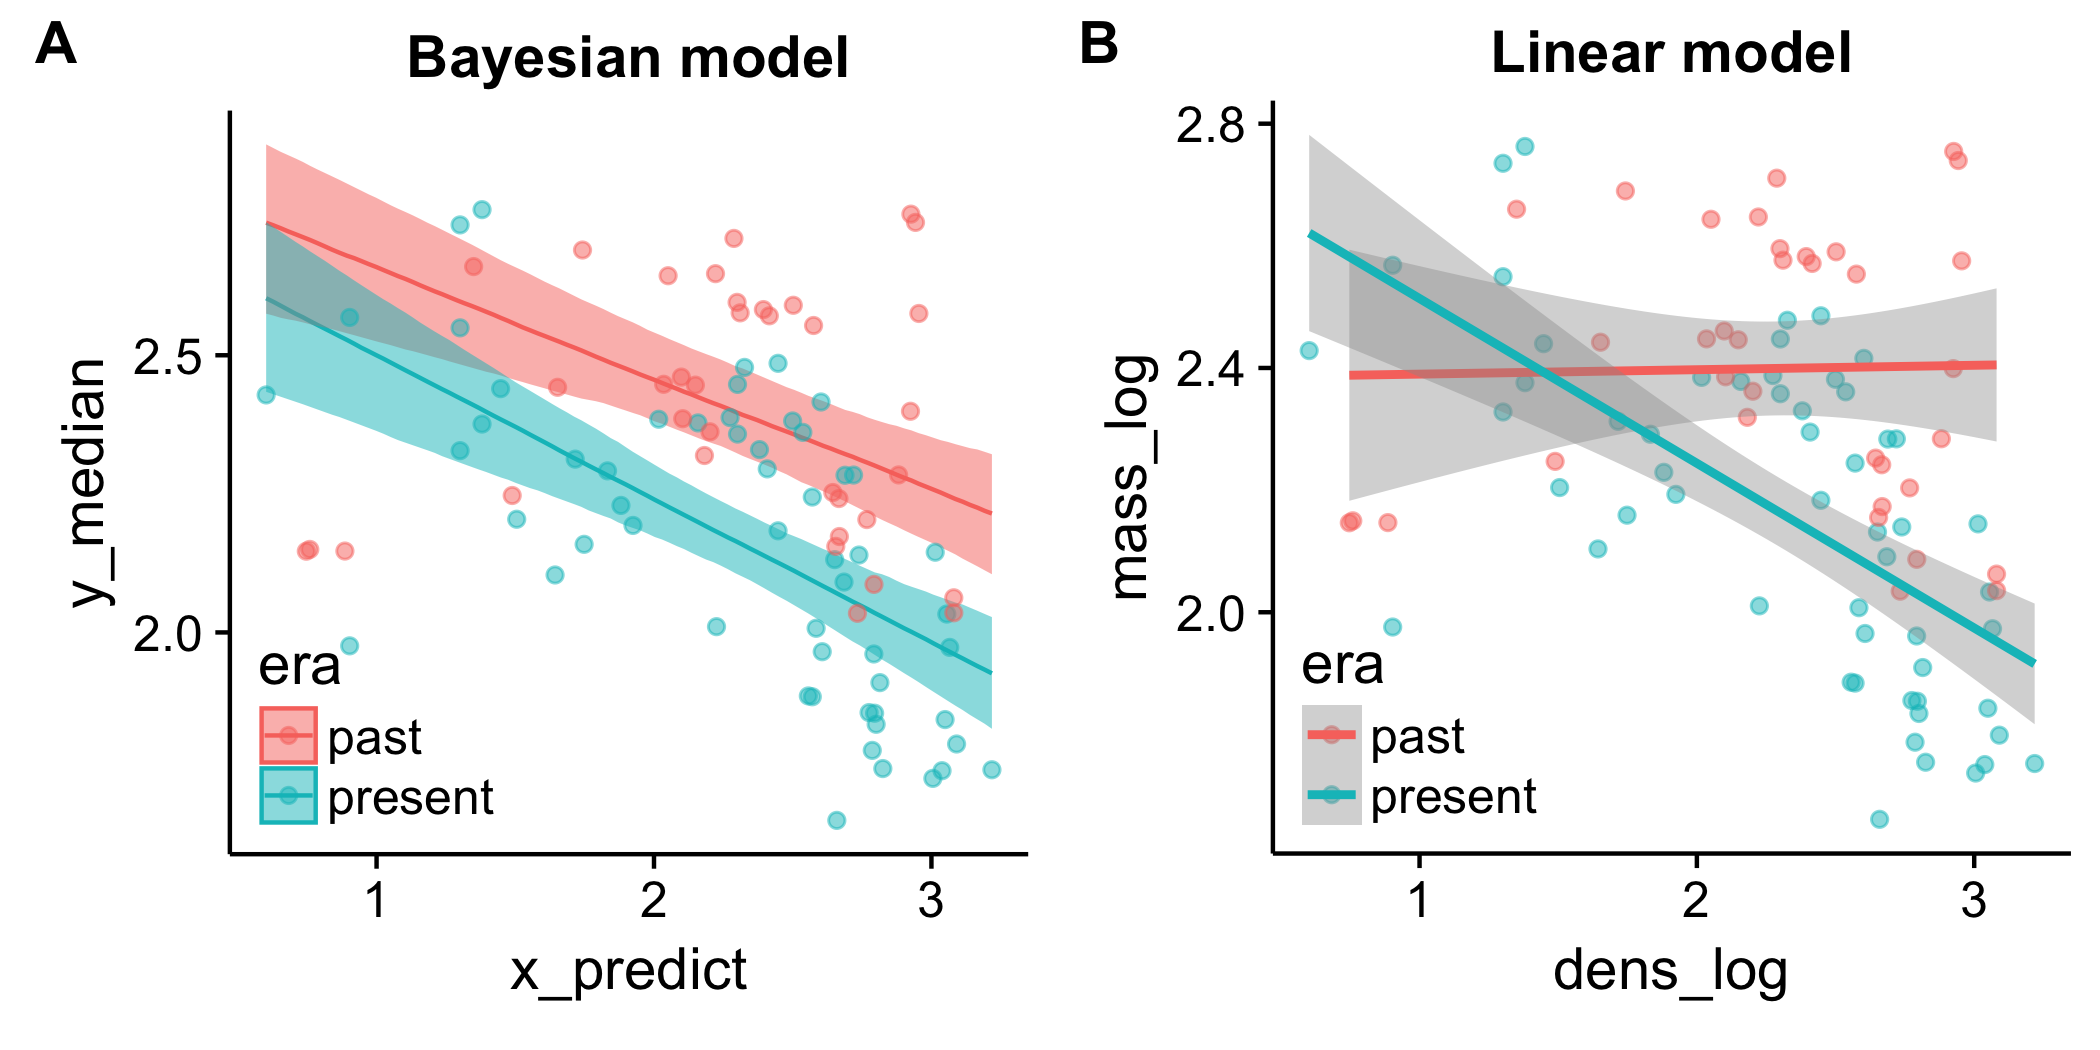 A
Bayesian model
y_median
2.5
2.0
era
past
present
1 2 3
x_predict
B
Linear model
mass_log
2.8
2.4
2.0
era
past
present
1 2 3
dens_log